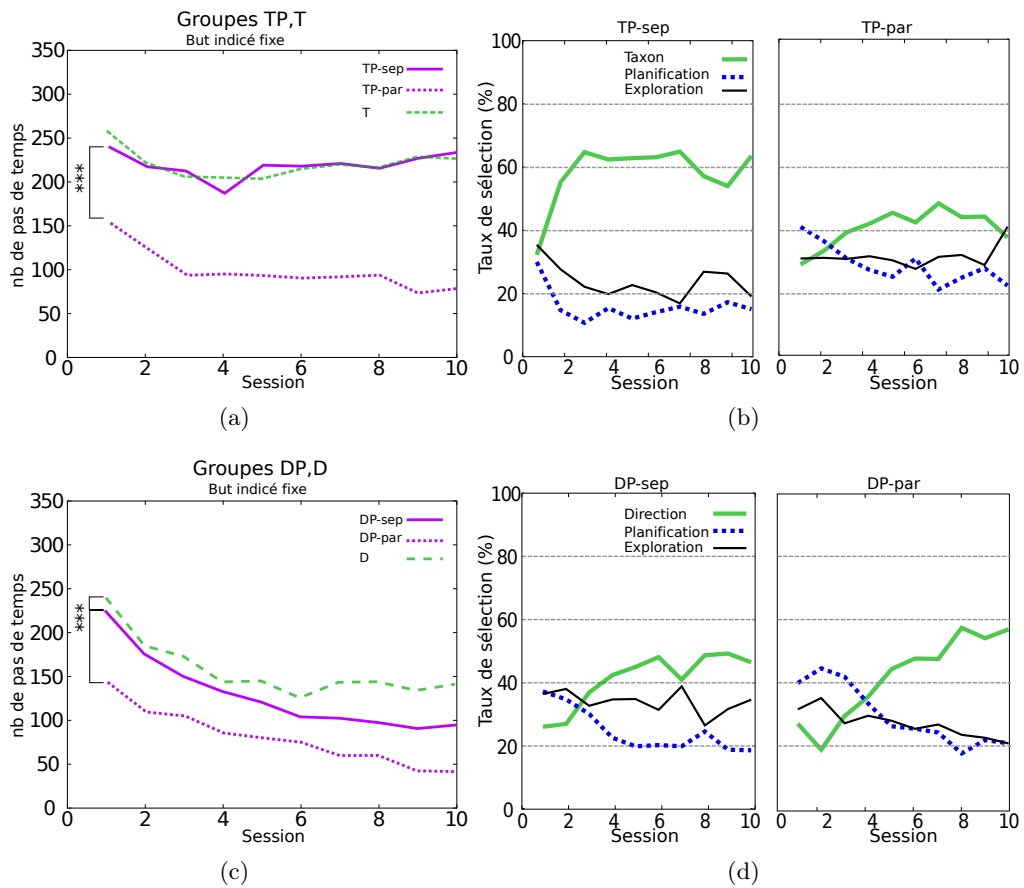 Groupes TP,T
But indicé fixe
350
300
250
200
150
100
50
0
nb de pas de temps
TP-sep
TP-par
T
***
0 2 4 6 8 10
Session
(a)
TP-sep
TP-par
100
80
60
40
20
0
Taux de sélection (%)
Taxon
Planification
Exploration
0 2 4 6 8 10
Session
0 2 4 6 8 10
Session
(b)
Groupes DP,D
But indicé fixe
350
300
250
200
150
100
50
0
nb de pas de temps
DP-sep
DP-par
D
***
0 2 4 6 8 10
Session
(c)
DP-sep
DP-par
100
80
60
40
20
0
Taux de sélection (%)
Direction
Planification
Exploration
0 2 4 6 8 10
Session
0 2 4 6 8 10
Session
(d)